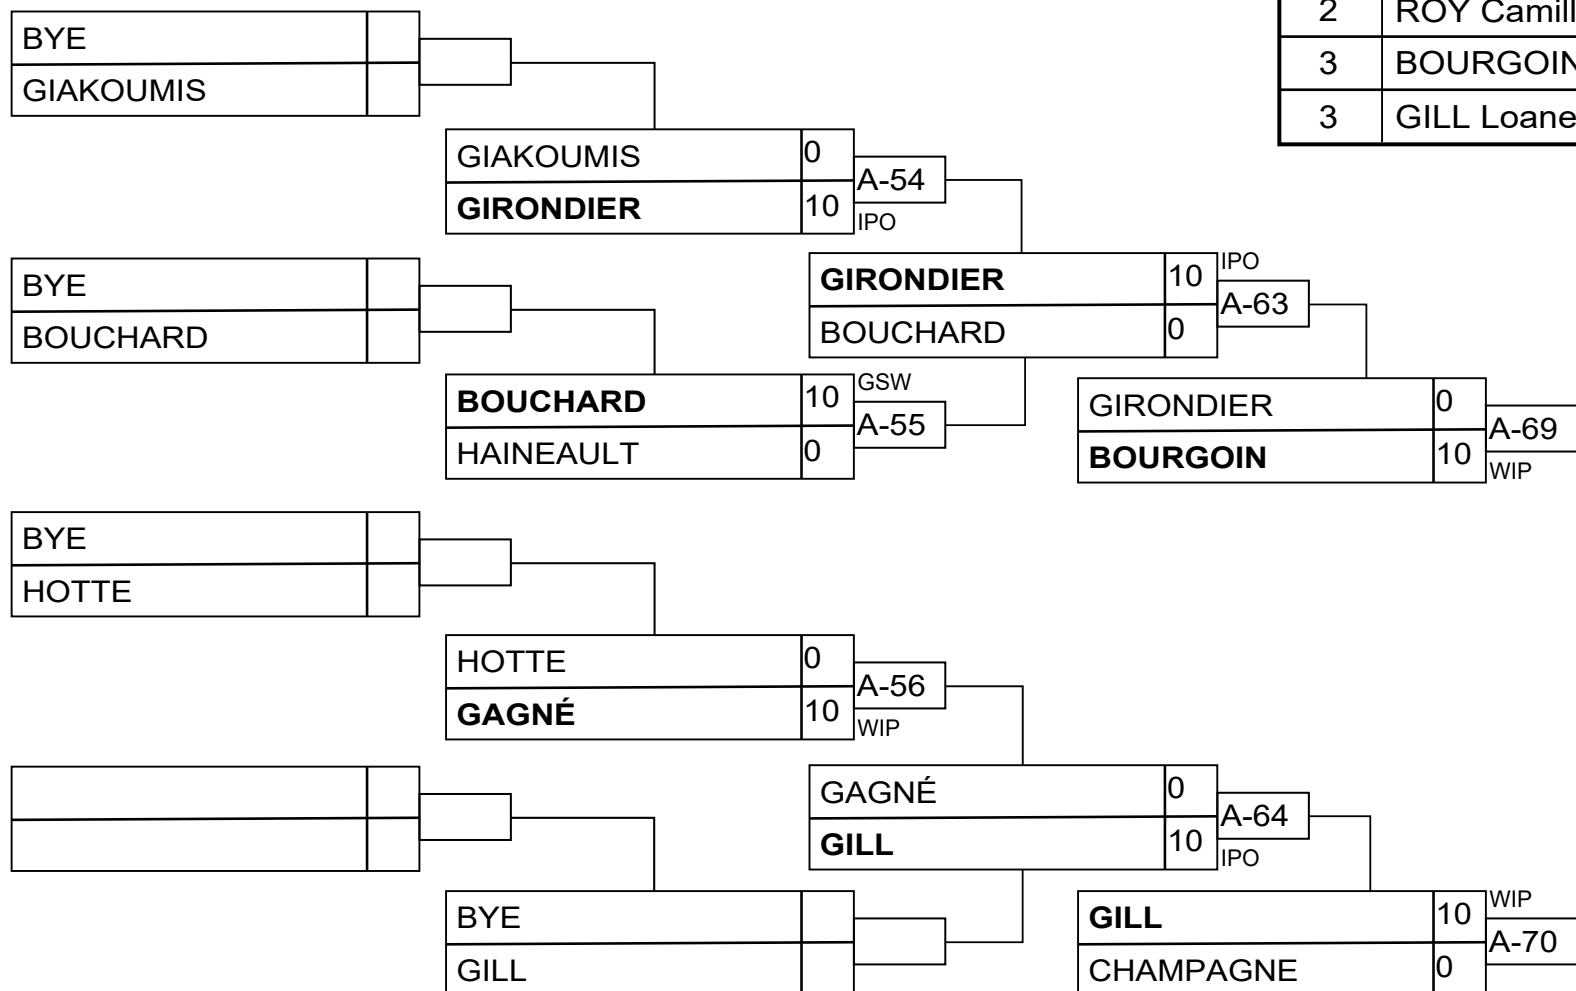 BYE
GIAKOUMIS
2 ROY Camill
3 BOURGOIN
3 GILL Loane
GIAKOUMIS 0
A-54
GIRONDIER 10
IPO
BYE
BOUCHARD
GIRONDIER 10
IPO
A-63
BOUCHARD 0
BOUCHARD 10
GSW
A-55
HAINEAULT 0
GIRONDIER 0
A-69
BOURGOIN 10
WIP
BYE
HOTTE
HOTTE 0
A-56
GAGNÉ 10
WIP
GAGNÉ 0
A-64
GILL 10
IPO
BYE
GILL
GILL 10
WIP
A-70
CHAMPAGNE 0